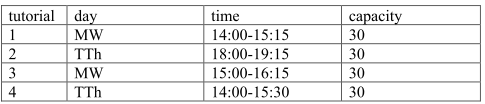 tutorial day time capacity
1 MW 14:00-15:15 30
2 TTh 18:00-19:15 30
3 MW 15:00-16:15 30
4 TTh 14:00-15:30 30